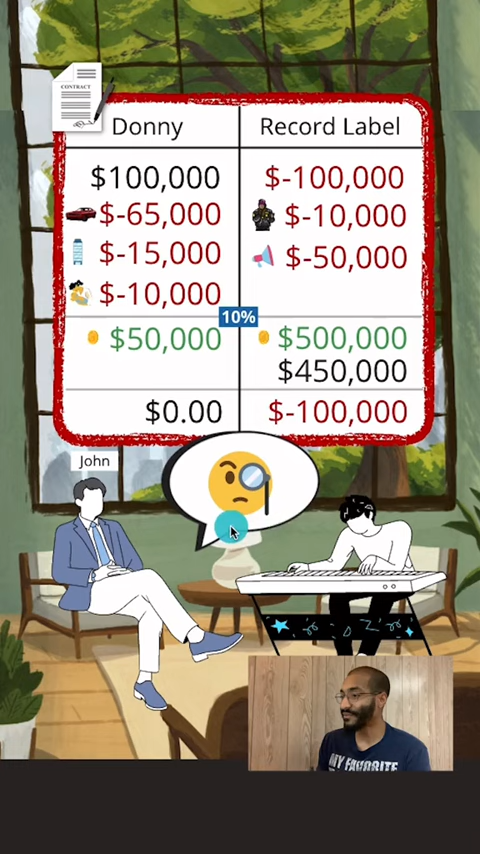 CONTRACT
Donny
Record Label
$100,000
$-100,000
$-65,000
$-10,000
$-15,000
$-50,000
$-10,000
10%
$50,000
$500,000
$450,000
$0.00
$-100,000
John
MY FAVORITE